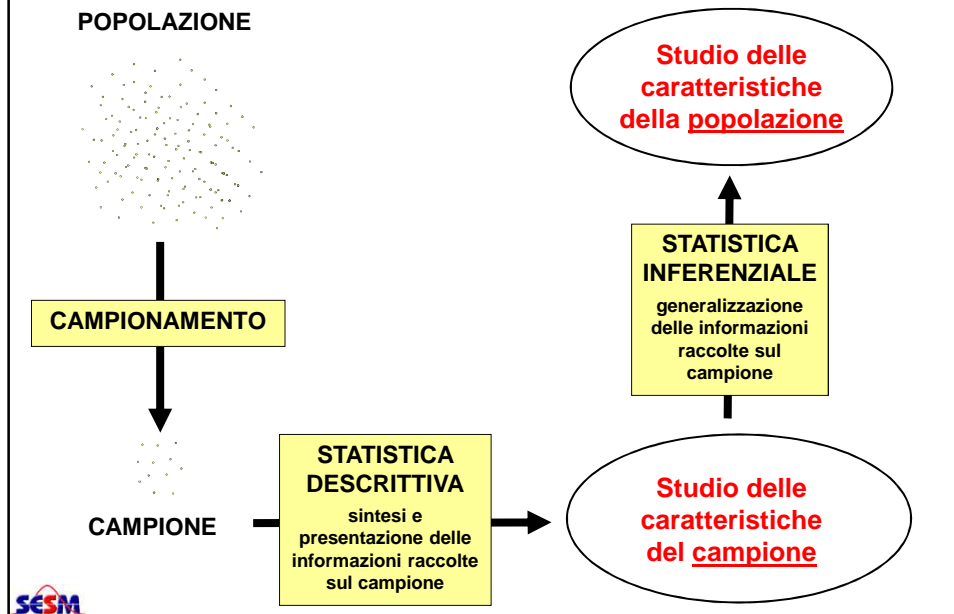 POPOLAZIONE
CAMPIONAMENTO
CAMPIONE
STATISTICA
DESCRITTIVA
sintesi e
presentazione delle
informazioni raccolte
sul campione
Studio delle
caratteristiche
del campione
STATISTICA
INFERENZIALE
generalizzazione
delle informazioni
raccolte sul
campione
Studio delle
caratteristiche
della popolazione
SESM